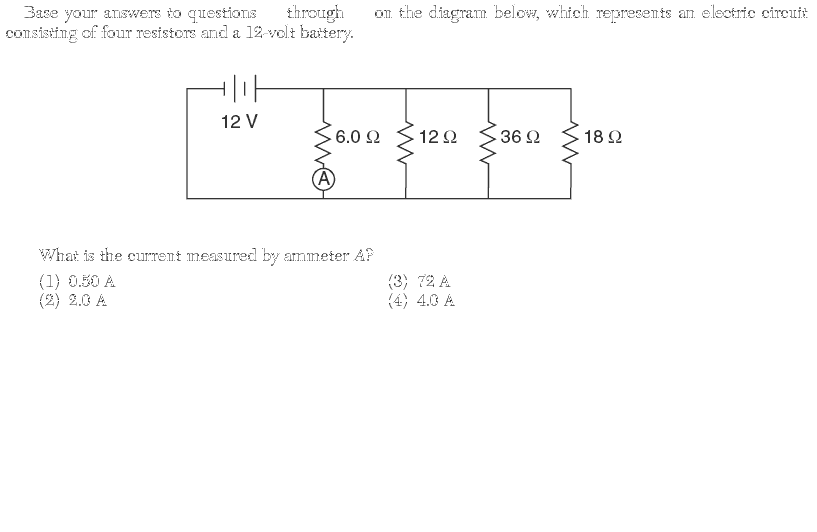 Base your answers to questions through on the diagram below, which represents an electric circuit
consisting of four resistors and a 12-volt battery.
12 V
6.0 Ω 12 Ω 36 Ω 18 Ω
A
What is the current measured by ammeter A?
(1) 0.50 A (3) 72 A
(2) 2.0 A (4) 4.0 A